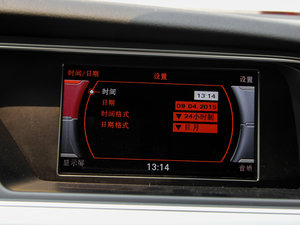 时间/日期 设置 设置
时间 13:14
日期 09.04.2015
时间格式 ▼ 24小时制
日期格式 ▼ 日.月
显示屏 13:14 音响